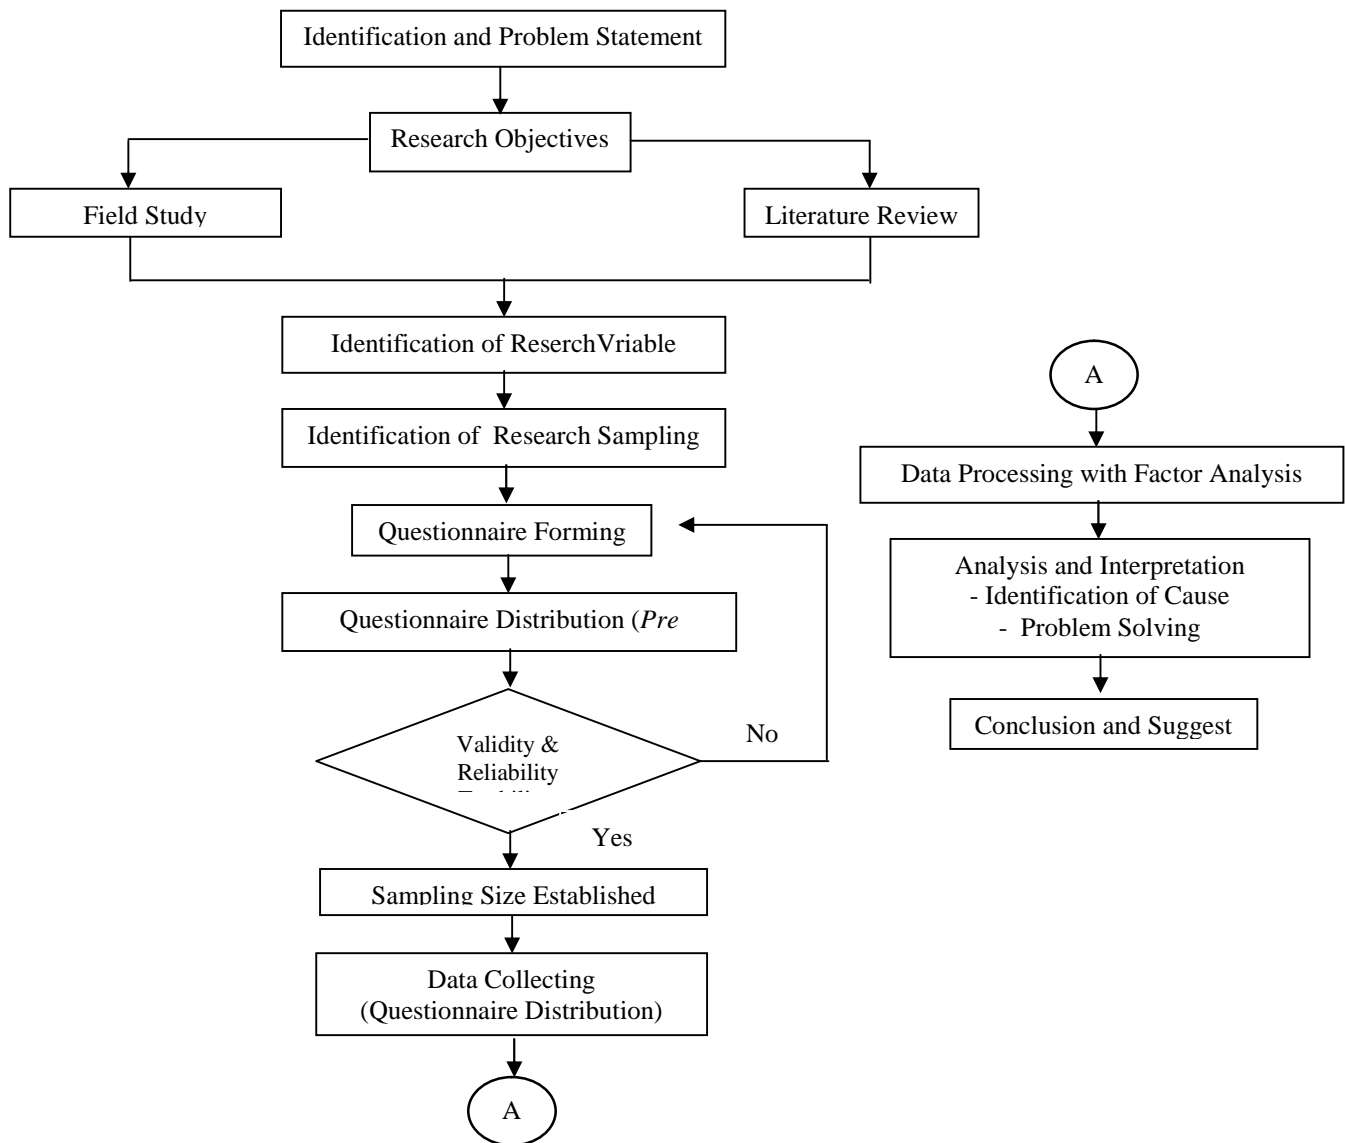 Identification and Problem Statement
Research Objectives
Field Study
Literature Review
Identification of ReserchVriable
Identification of Research Sampling
Questionnaire Forming
Questionnaire Distribution (Pre
Validity &
Reliability
No
Yes
Sampling Size Established
Data Collecting
(Questionnaire Distribution)
A
A
Data Processing with Factor Analysis
Analysis and Interpretation
- Identification of Cause
- Problem Solving
Conclusion and Suggest